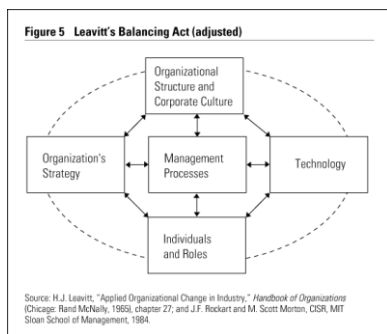 Figure 5 Leavitt's Balancing Act (adjusted)
Organizational
Structure and
Corporate Culture
Organization's
Strategy
Management
Processes
Technology
Individuals
and Roles
Source: H.J. Leavitt, "Applied Organizational Change in Industry," Handbook of Organizations
(Chicago: Rand McNally, 1965), chapter 27; and J.F. Rockart and M. Scott Morton, CISR, MIT
Sloan School of Management, 1984.